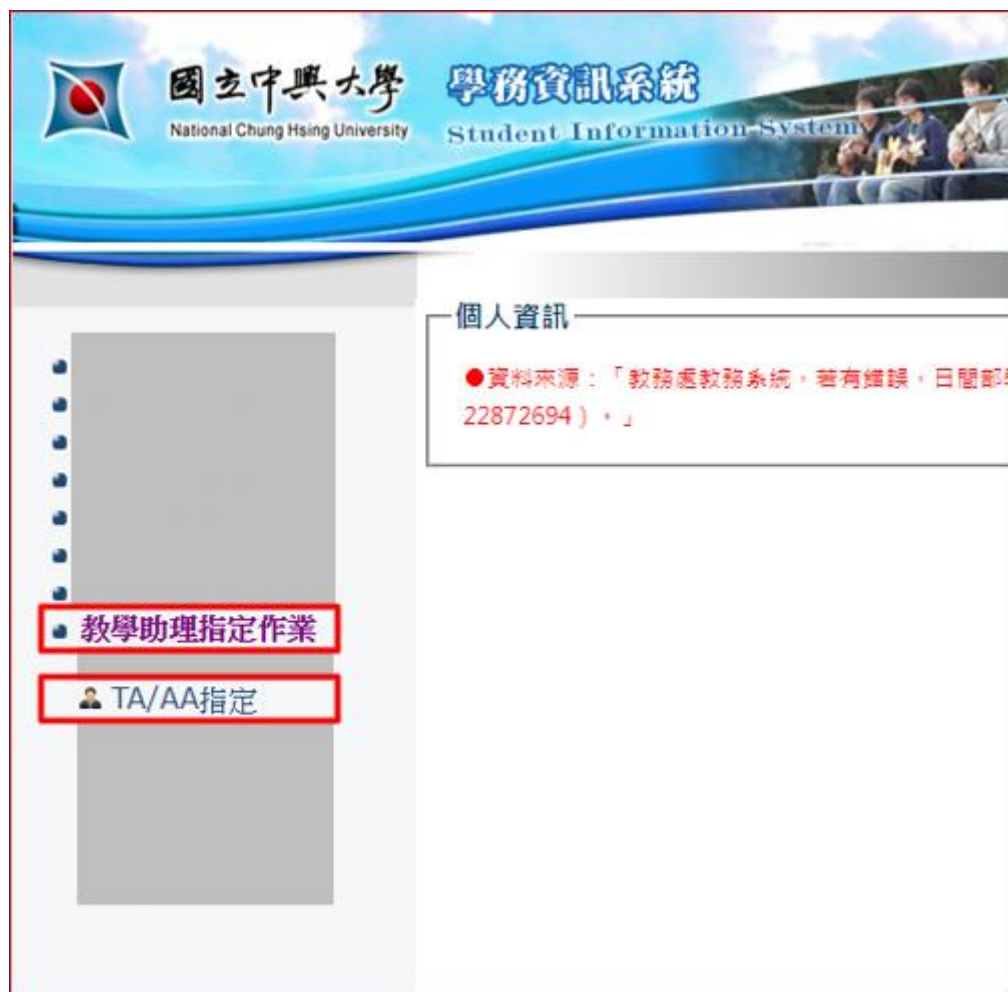 國立中興大學
National Chung Hsing University
學務資訊系統
Student Information System
個人資訊
●資料來源：「教務處教務系統，若有錯誤，日間部
22872694）。」
教學助理指定作業
TA/AA指定